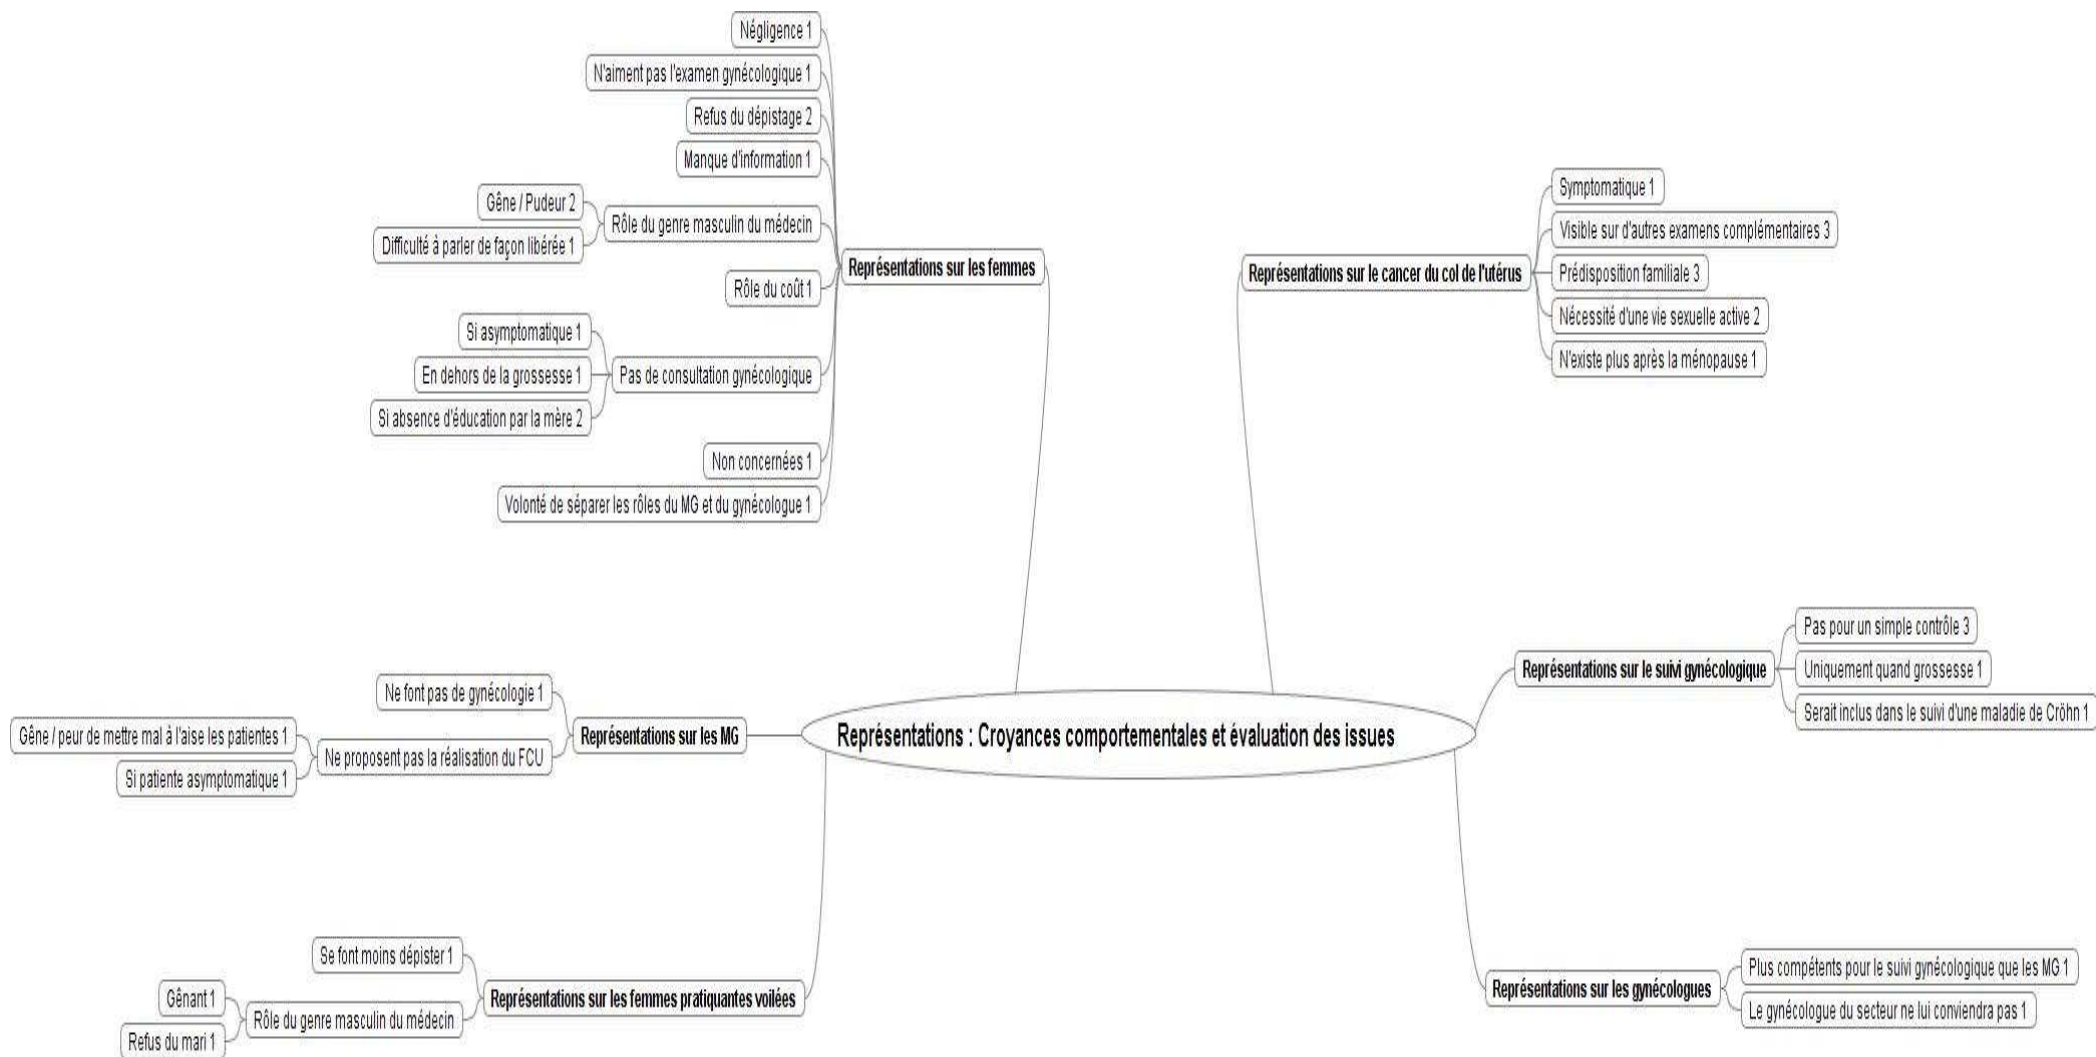 Négligence 1
N'aiment pas l'examen gynécologique 1
Refus du dépistage 2
Manque d'information 1
Gêne / Pudeur 2
Difficulté à parler de façon libérée 1
Rôle du genre masculin du médecin
Rôle du coût 1
Si asymptomatique 1
En dehors de la grossesse 1
Si absence d'éducation par la mère 2
Pas de consultation gynécologique
Non concernées 1
Volonté de séparer les rôles du MG et du gynécologue 1
Représentations sur les femmes
Représentations sur le cancer du col de l'utérus
Symptomatique 1
Visible sur d'autres examens complémentaires 3
Prédisposition familiale 3
Nécessité d'une vie sexuelle active 2
N'existe plus après la ménopause 1
Ne font pas de gynécologie 1
Gêne / peur de mettre mal à l'aise les patientes 1
Si patiente asymptomatique 1
Ne proposent pas la réalisation du FCU
Représentations sur les MG
Représentations : Croyances comportementales et évaluation des issues
Représentations sur le suivi gynécologique
Pas pour un simple contrôle 3
Uniquement quand grossesse 1
Serait inclus dans le suivi d'une maladie de Cröhn 1
Se font moins dépister 1
Gênant 1
Refus du mari 1
Rôle du genre masculin du médecin
Représentations sur les femmes pratiquantes voilées
Représentations sur les gynécologues
Plus compétents pour le suivi gynécologique que les MG 1
Le gynécologue du secteur ne lui conviendra pas 1